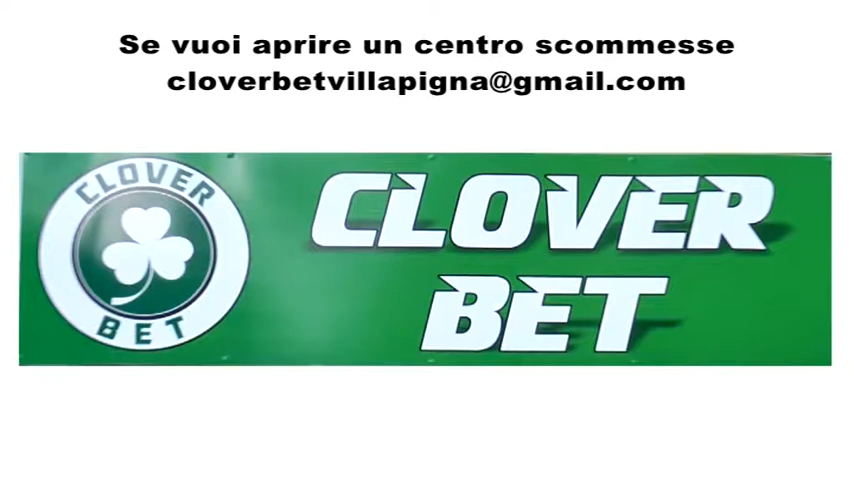 Se vuoi aprire un centro scommesse
cloverbetvillapigna@gmail.com
CLOVER
BET
CLOVER
BET